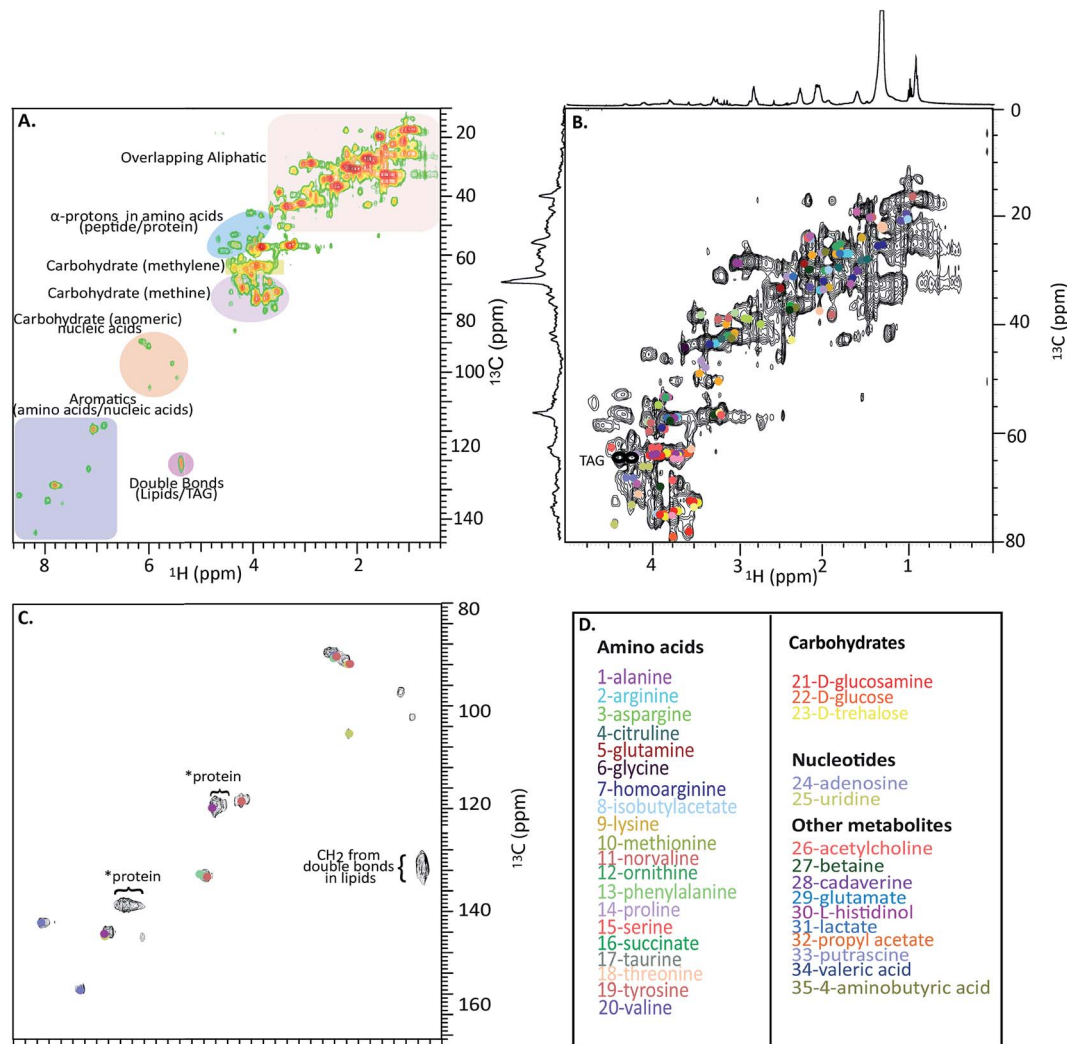 A.
Overlapping Aliphatic
α-protons in amino acids
(peptide/protein)
Carbohydrate (methylene)
Carbohydrate (methine)
Carbohydrate (anomeric)
nucleic acids
Aromatics
(amino acids/nucleic acids)
Double Bonds
(Lipids/TAG)
20
40
60
80
100
120
140
13C (ppm)
8
6
4
2
1H (ppm)
B.
TAG
0
20
40
60
80
13C (ppm)
4
3
2
1
1H (ppm)
C.
*protein
*protein
CH2 from
double bonds
in lipids
80
100
120
140
160
13C (ppm)
D.
Amino acids
1-alanine
2-arginine
3-aspargine
4-citruline
5-glutamine
6-glycine
7-homoarginine
8-isobutylacetate
9-lysine
10-methionine
11-norvaline
12-ornithine
13-phenylalanine
14-proline
15-serine
16-succinate
17-taurine
18-threonine
19-tyrosine
20-valine
Carbohydrates
21-D-glucosamine
22-D-glucose
23-D-trehalose
Nucleotides
24-adenosine
25-uridine
Other metabolites
26-acetylcholine
27-betaine
28-cadaverine
29-glutamate
30-L-histidinol
31-lactate
32-propyl acetate
33-putrascine
34-valeric acid
35-4-aminobutyric acid